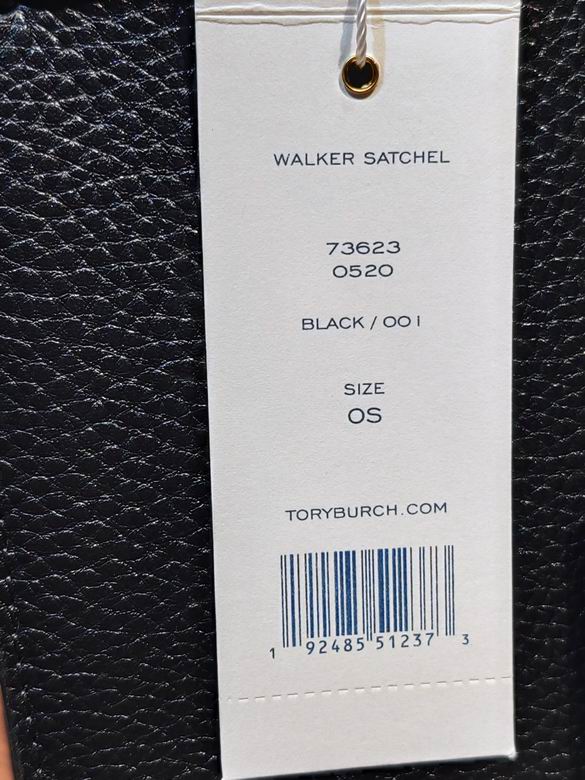 WALKER SATCHEL
73623
0520
BLACK / 001
SIZE
OS
TORYBURCH.COM
1 92485 51237 3